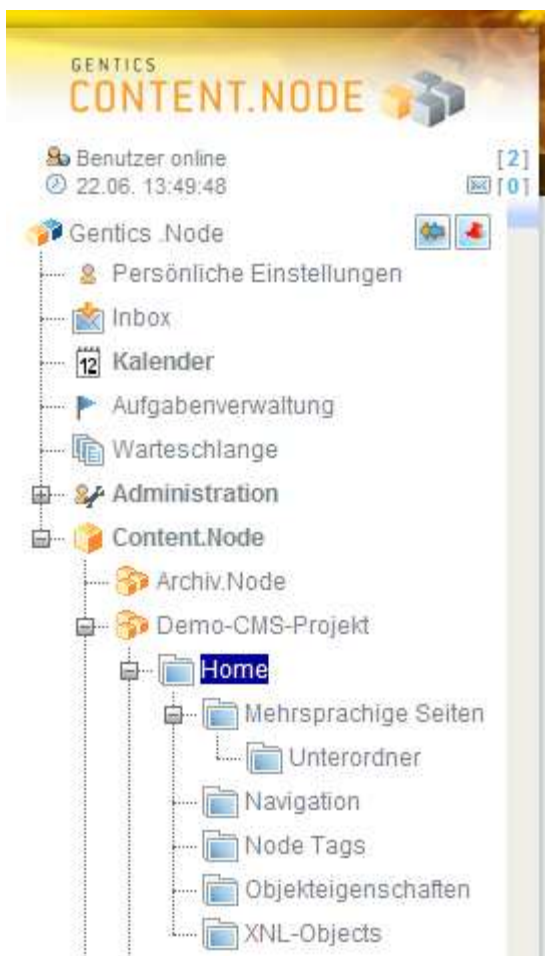 GENTICS
CONTENT.NODE
Benutzer online [2]
22.06. 13:49:48 [0]
Gentics .Node
Persönliche Einstellungen
Inbox
12 Kalender
Aufgabenverwaltung
Warteschlange
Administration
Content.Node
Archiv.Node
Demo-CMS-Projekt
Home
Mehrsprachige Seiten
Unterordner
Navigation
Node Tags
Objekteigenschaften
XNL-Objects